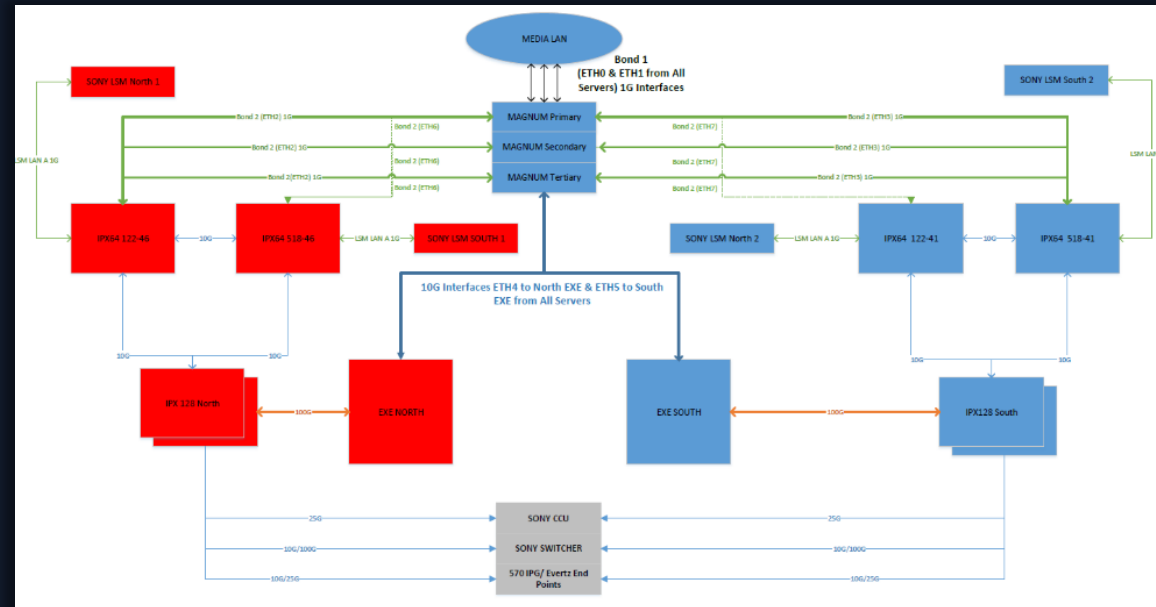 MEDIA LAN
Bond 1
(ETH0 & ETH1 from All
Servers) 1G Interfaces
SONY LSM North 1
SONY LSM South 2
MAGNUM Primary
MAGNUM Secondary
MAGNUM Tertiary
Bond 2 (ETH2) 1G
Bond 2 (ETH2) 1G
Bond 2(ETH2) 1G
Bond 2 (ETH6)
Bond 2 (ETH6)
Bond 2 (ETH6)
Bond 2 (ETH7)
Bond 2 (ETH7)
Bond 2 (ETH7)
Bond 2 (ETH3) 1G
Bond 2 (ETH3) 1G
Bond 2 (ETH3) 1G
LSM LAN A 1G
LSM LAN
IPX64 122-46
10G
IPX64 518-46
LSM LAN A 1G
SONY LSM SOUTH 1
SONY LSM North 2
LSM LAN A 1G
IPX64 122-41
10G
IPX64 518-41
10G Interfaces ETH4 to North EXE & ETH5 to South
EXE from All Servers
10G
10G
10G
10G
IPX 128 North
100G
EXE NORTH
EXE SOUTH
100G
IPX128 South
25G
SONY CCU
25G
10G/100G
SONY SWITCHER
10G/100G
10G/25G
570 IPG/ Evertz End
Points
10G/25G